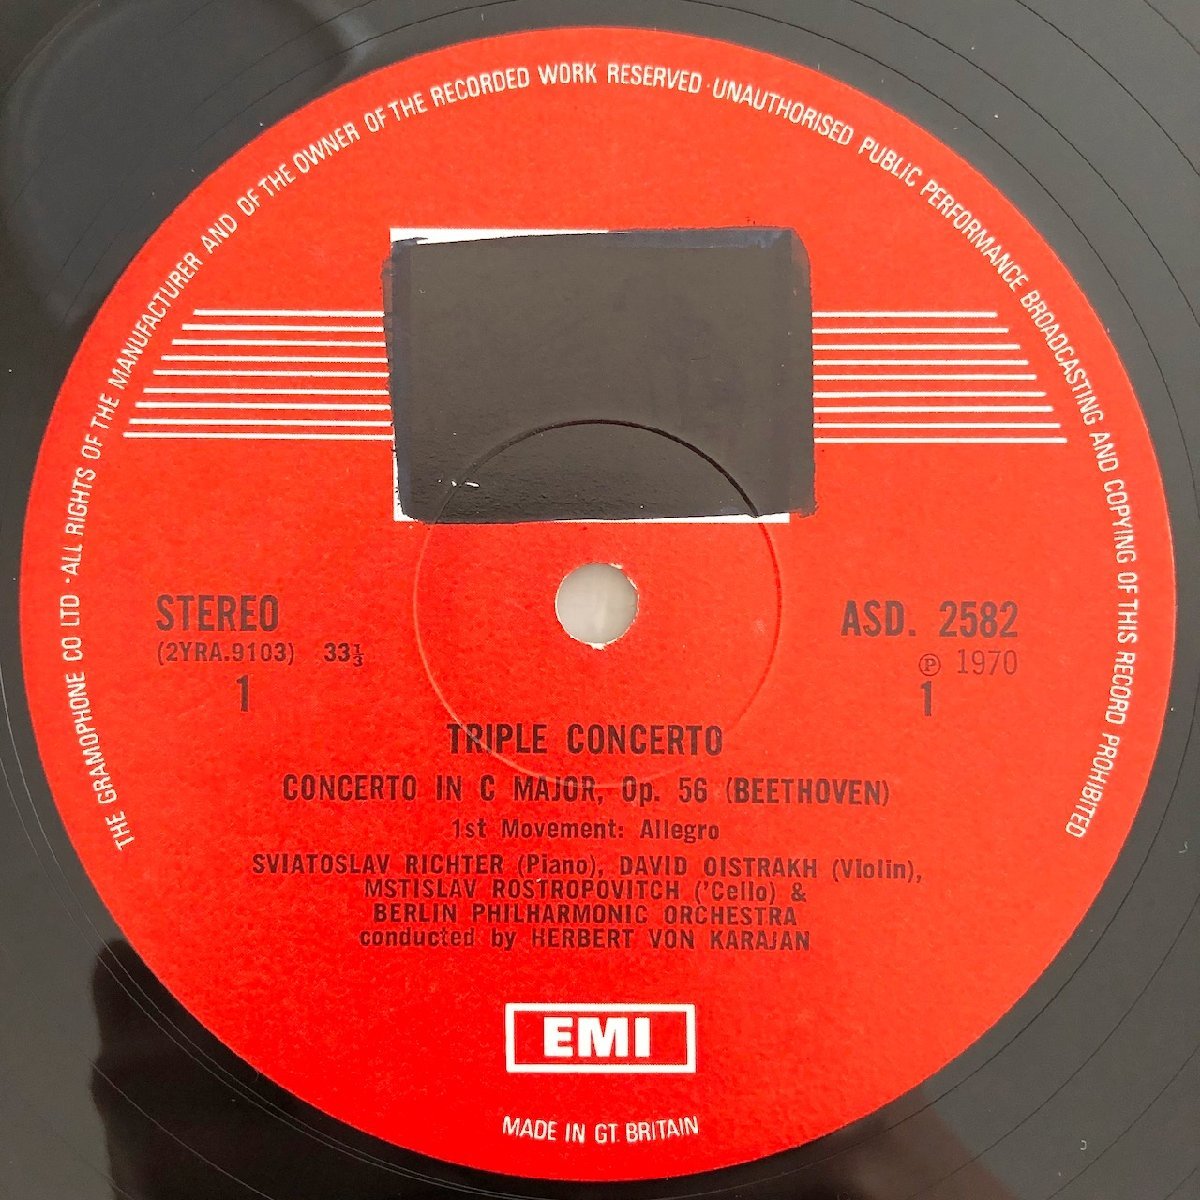 THE GRAMOPHONE CO LTD · ALL RIGHTS OF THE MANUFACTURER AND OF THE OWNER OF THE RECORDED WORK RESERVED · UNAUTHORISED PUBLIC PERFORMANCE BROADCASTING AND COPYING OF THIS RECORD PROHIBITED
STEREO
(2YRA.9103) 33⅓
1
ASD. 2582
℗ 1970
1
TRIPLE CONCERTO
CONCERTO IN C MAJOR, Op. 56 (BEETHOVEN)
1st Movement: Allegro
SVIATOSLAV RICHTER (Piano), DAVID OISTRAKH (Violin),
MSTISLAV ROSTROPOVITCH ('Cello) &
BERLIN PHILHARMONIC ORCHESTRA
conducted by HERBERT VON KARAJAN
EMI
MADE IN GT. BRITAIN